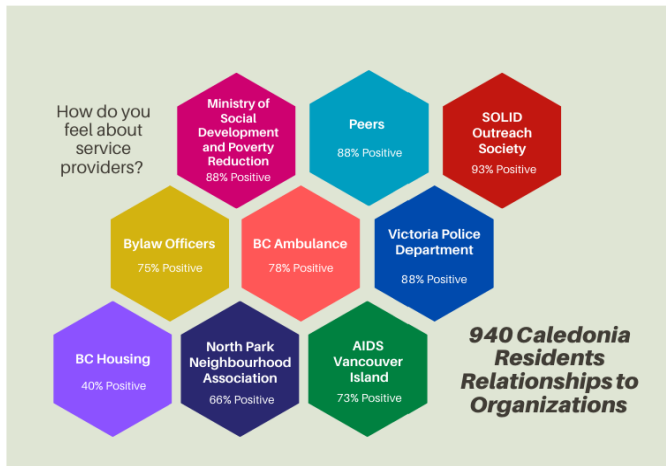 How do you
feel about
service
providers?
Ministry of
Social
Development
and Poverty
Reduction
88% Positive
Peers
88% Positive
SOLID
Outreach
Society
93% Positive
Bylaw Officers
75% Positive
BC Ambulance
78% Positive
Victoria Police
Department
88% Positive
BC Housing
40% Positive
North Park
Neighbourhood
Association
66% Positive
AIDS
Vancouver
Island
73% Positive
940 Caledonia
Residents
Relationships to
Organizations